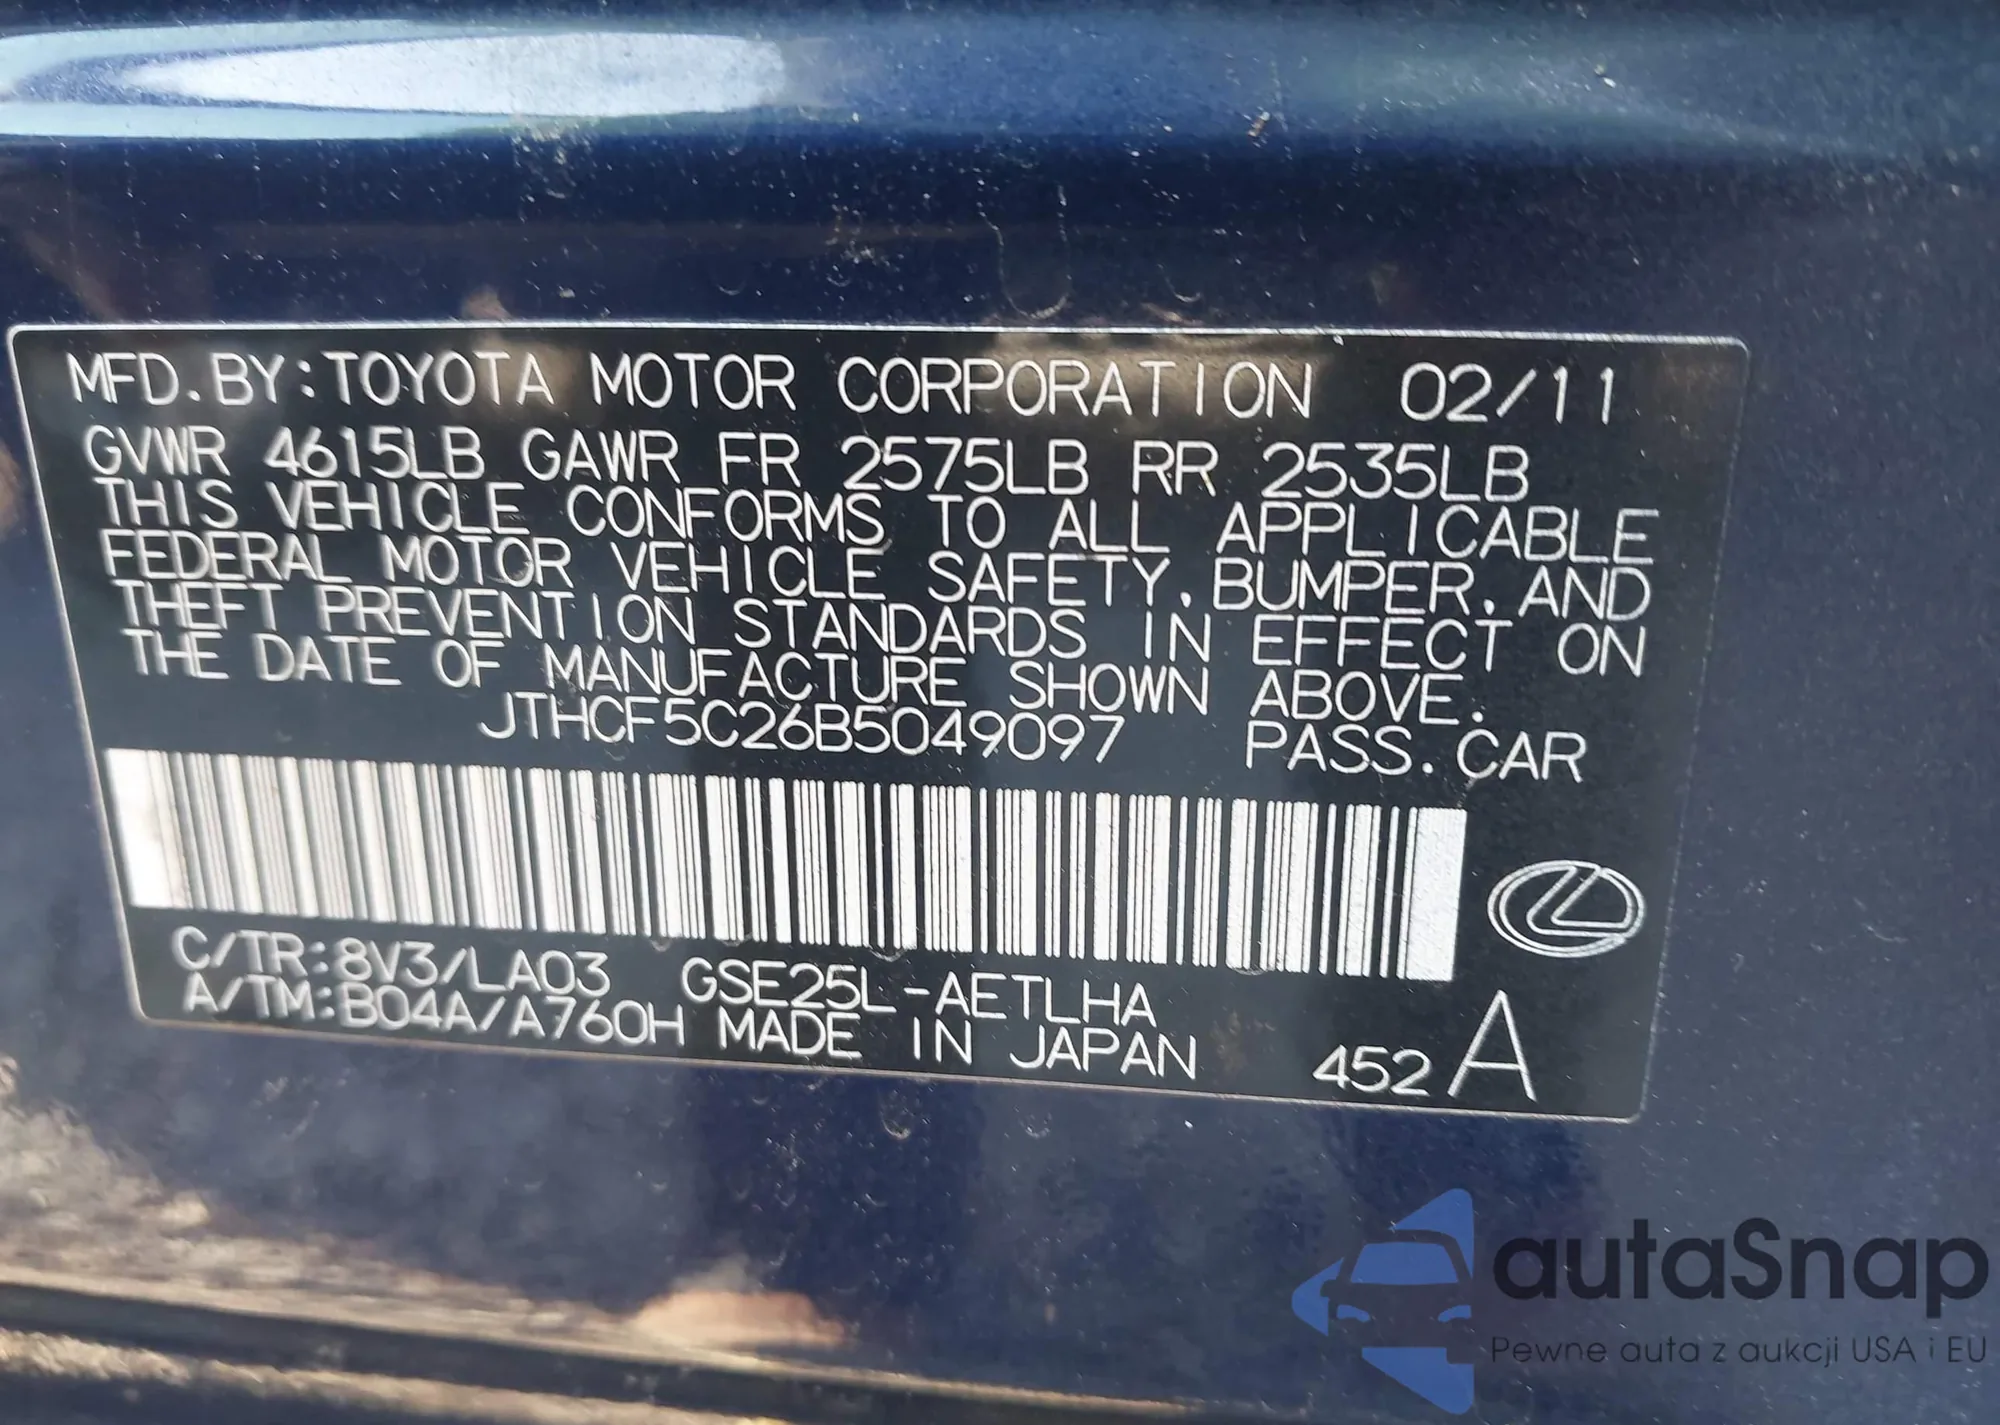 MFD.BY:TOYOTA MOTOR CORPORATION 02/11
GVWR 4615LB GAWR FR 2575LB RR 2535LB
THIS VEHICLE CONFORMS TO ALL APPLICABLE
FEDERAL MOTOR VEHICLE SAFETY, BUMPER, AND
THEFT PREVENTION STANDARDS IN EFFECT ON
THE DATE OF MANUFACTURE SHOWN ABOVE.
JTHCF5C26B5049097 PASS.CAR
C/TR:8V3/LA03 GSE25L-AETLHA
A/TM:B04A/A760H MADE IN JAPAN 452 A
autaSnap
Pewne auta z aukcji USA i EU